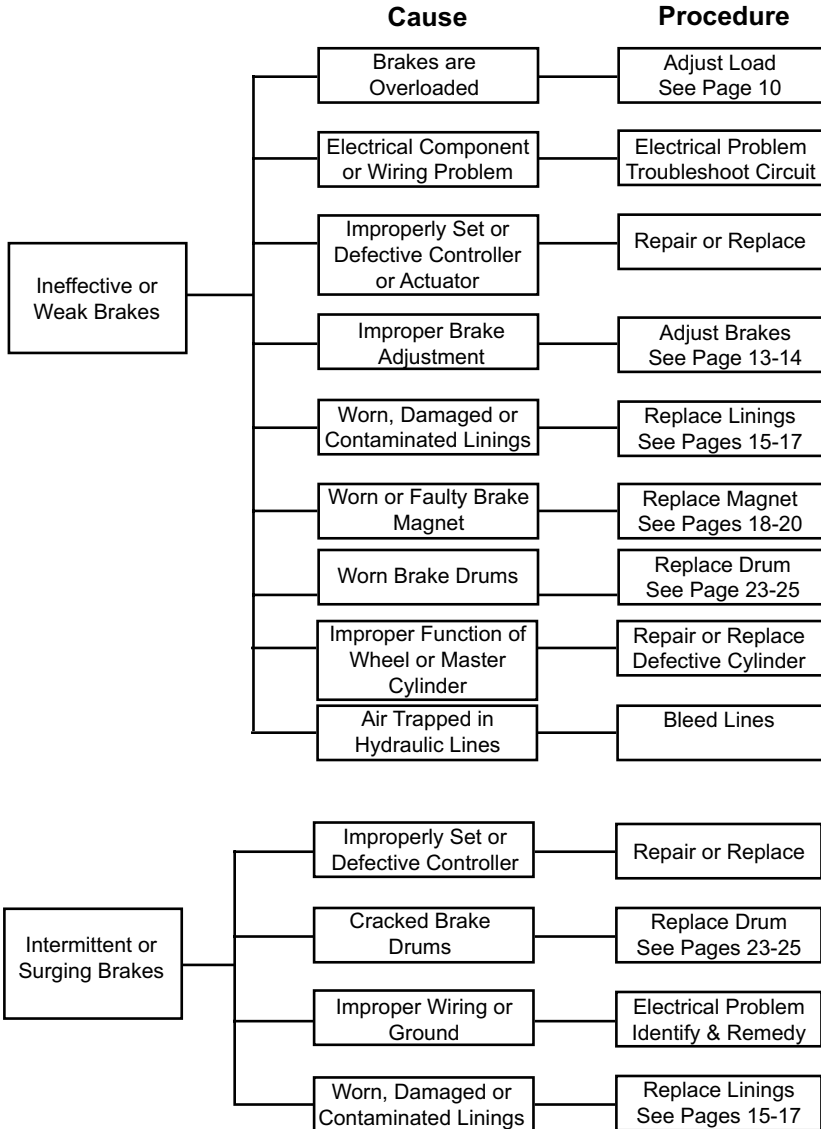 Cause Procedure
Brakes are
Overloaded
Adjust Load
See Page 10
Electrical Component
or Wiring Problem
Electrical Problem
Troubleshoot Circuit
Improperly Set or
Defective Controller
or Actuator
Repair or Replace
Ineffective or
Weak Brakes
Improper Brake
Adjustment
Adjust Brakes
See Page 13-14
Worn, Damaged or
Contaminated Linings
Replace Linings
See Pages 15-17
Worn or Faulty Brake
Magnet
Replace Magnet
See Pages 18-20
Worn Brake Drums
Replace Drum
See Page 23-25
Improper Function of
Wheel or Master
Cylinder
Repair or Replace
Defective Cylinder
Air Trapped in
Hydraulic Lines
Bleed Lines
Improperly Set or
Defective Controller
Repair or Replace
Intermittent or
Surging Brakes
Cracked Brake
Drums
Replace Drum
See Pages 23-25
Improper Wiring or
Ground
Electrical Problem
Identify & Remedy
Worn, Damaged or
Contaminated Linings
Replace Linings
See Pages 15-17